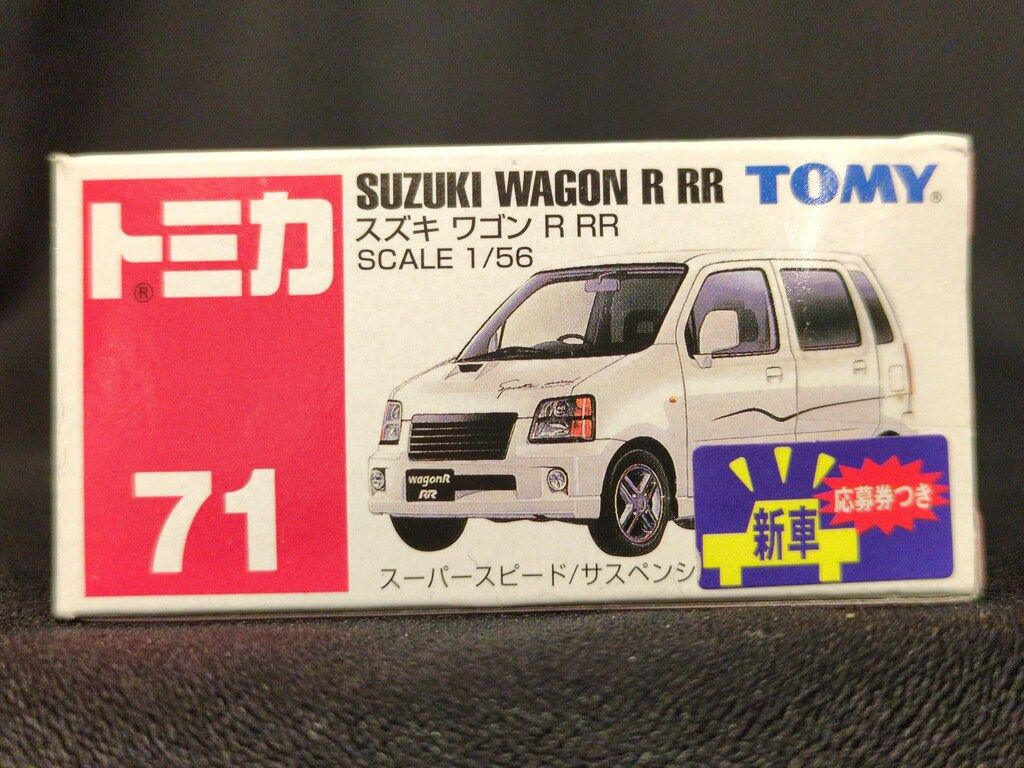 トミカ®
71
SUZUKI WAGON R RR
TOMY®
スズキ ワゴン R RR
SCALE 1/56
wagonR
RR
スーパースピード/サスペンシ
新車
応募券つき